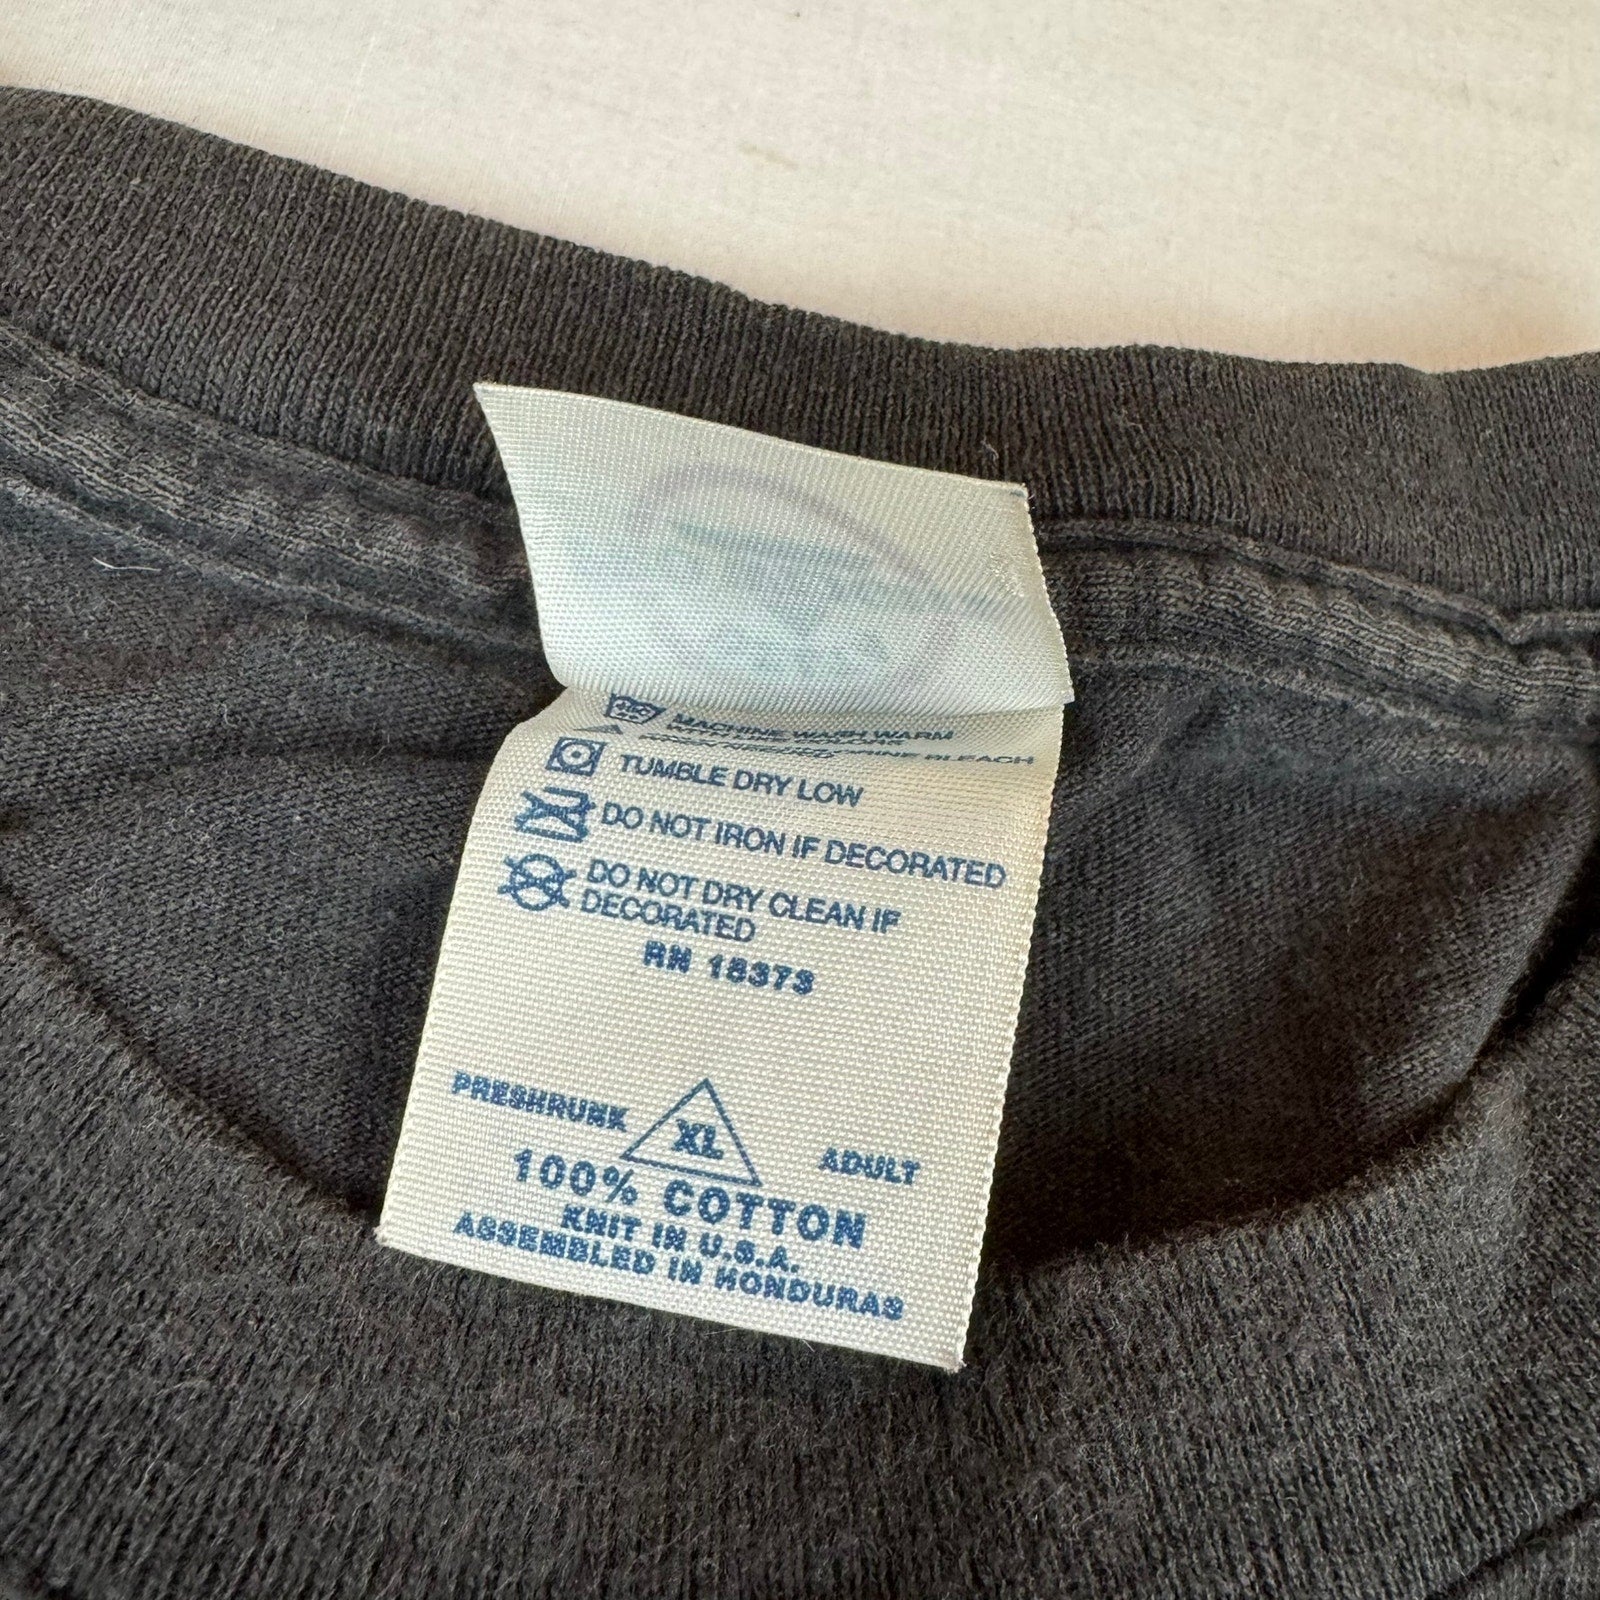 MACHINE WASH WARM
TUMBLE DRY LOW
DO NOT IRON IF DECORATED
DO NOT DRY CLEAN IF
DECORATED
RN 18373
PRESHRUNK XL ADULT
100% COTTON
KNIT IN U.S.A.
ASSEMBLED IN HONDURAS